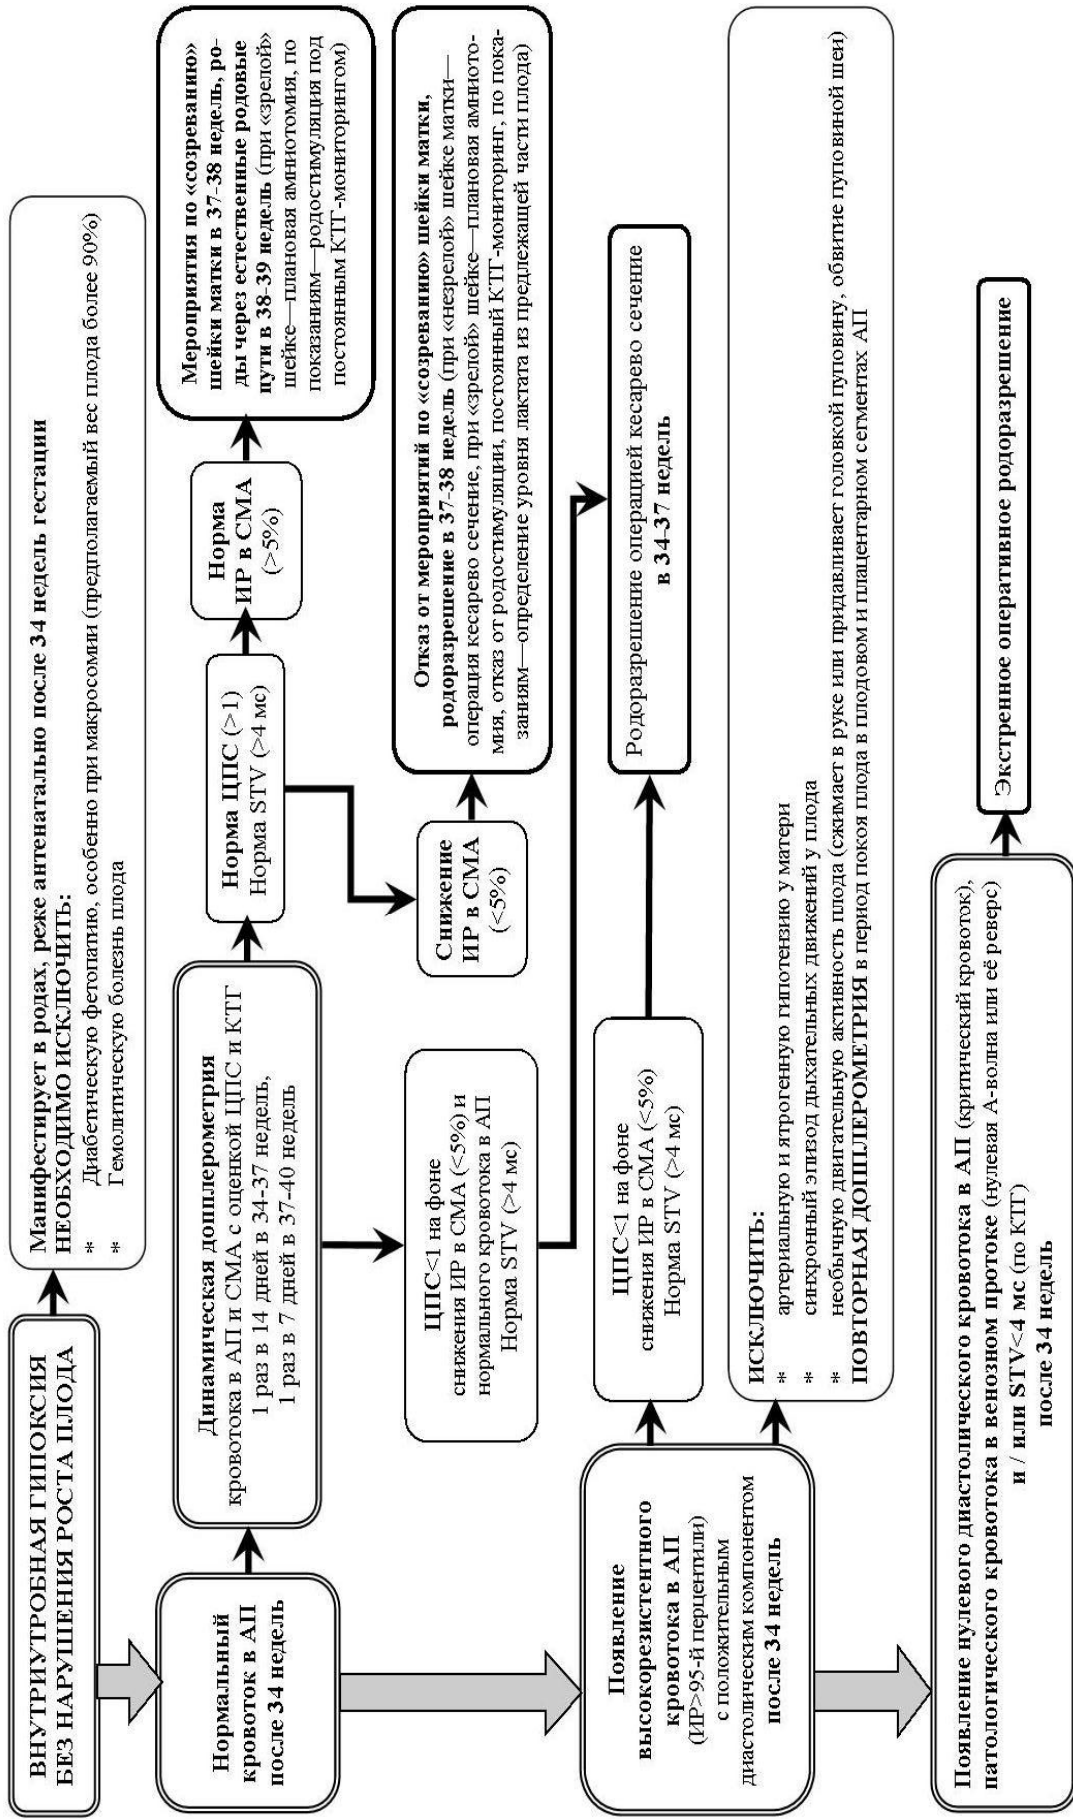 ВНУТРИУТРОБНАЯ ГИПОКСИЯ
БЕЗ НАРУШЕНИЯ РОСТА ПЛОДА
Манифестирует в родах, реже антенатально после 34 недель гестации
НЕОБХОДИМО ИСКЛЮЧИТЬ:
* Диабетическую фетопатию, особенно при макросомии (предполагаемый вес плода более 90%)
* Гемолитическую болезнь плода
Нормальный
кровоток в АП
после 34 недель
Динамическая допплерометрия
кровотока в АП и СМА с оценкой ЦПС и КТГ
1 раз в 14 дней в 34-37 недель,
1 раз в 7 дней в 37-40 недель
Норма ЦПС (>1)
Норма STV (>4 мс)
Норма
ИР в СМА
(>5%)
Мероприятия по «созреванию»
шейки матки в 37-38 недель, ро-
ды через естественные родовые
пути в 38-39 недель (при «зрелой»
шейке—плановая амниотомия, по
показаниям—родостимуляция под
постоянным КТГ-мониторингом)
ЦПС<1 на фоне
снижения ИР в СМА (<5%) и
нормального кровотока в АП
Норма STV (>4 мс)
Снижение
ИР в СМА
(<5%)
Отказ от мероприятий по «созреванию» шейки матки,
родоразрешение в 37-38 недель (при «незрелой» шейке матки—
операция кесарево сечение, при «зрелой» шейке—плановая амниото-
мия, отказ от родостимуляции, постоянный КТГ-мониторинг, по пока-
заниям—определение уровня лактата из предлежащей части плода)
Появление
высокорезистентного
кровотока в АП
(ИР>95-й перцентили)
с положительным
диастолическим компонентом
после 34 недель
ЦПС<1 на фоне
снижения ИР в СМА (<5%)
Норма STV (>4 мс)
Родоразрешение операцией кесарево сечение
в 34-37 недель
ИСКЛЮЧИТЬ:
* артериальную и ятрогенную гипотензию у матери
* синхронный эпизод дыхательных движений у плода
* необычную двигательную активность плода (сжимает в руке или придавливает головкой пуповину, обвитие пуповиной шеи)
ПОВТОРНАЯ ДОППЛЕРОМЕТРИЯ в период покоя плода в плодовом и плацентарном сегментах АП
Появление нулевого диастолического кровотока в АП (критический кровоток),
патологического кровотока в венозном протоке (нулевая А-волна или её реверс)
и / или STV<4 мс (по КТГ)
после 34 недель
Экстренное оперативное родоразрешение